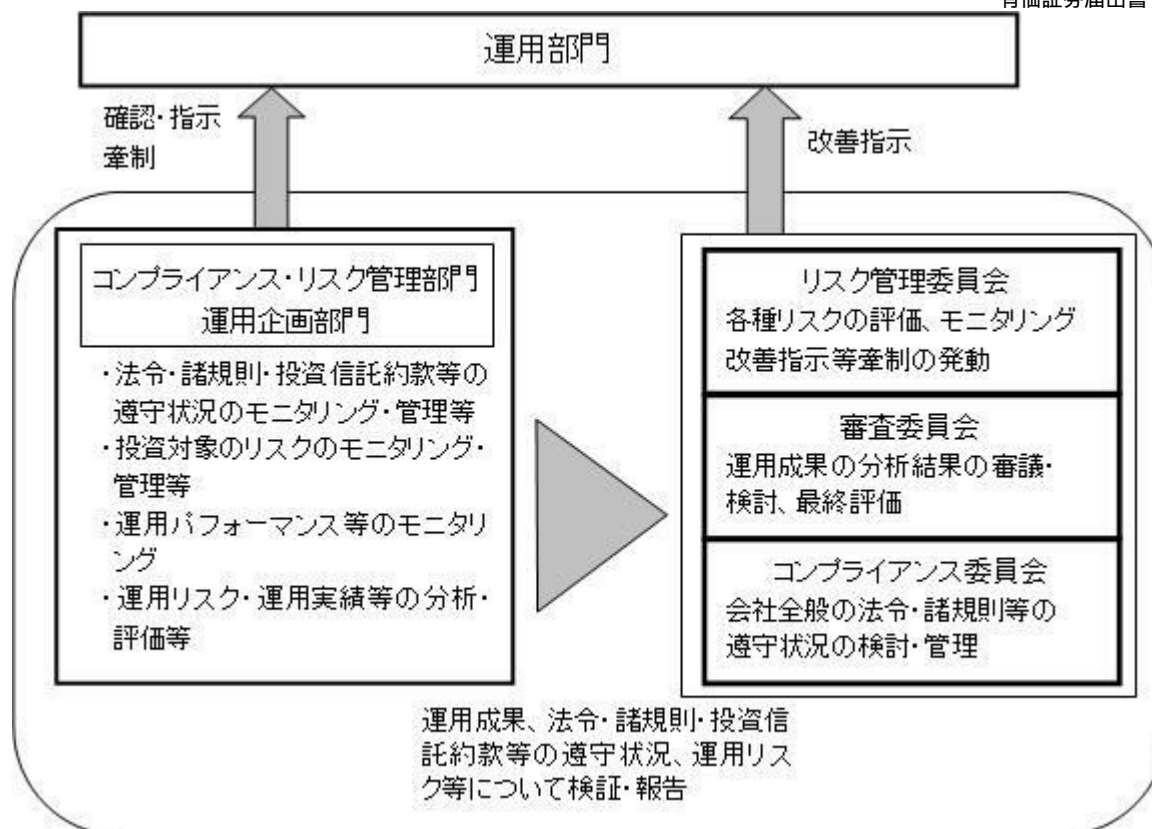 有価証券届出書
運用部門
確認・指示
牽制
改善指示
コンプライアンス・リスク管理部門
運用企画部門
・法令・諸規則・投資信託約款等の
遵守状況のモニタリング・管理等
・投資対象のリスクのモニタリング・
管理等
・運用パフォーマンス等のモニタリ
ング
・運用リスク・運用実績等の分析・
評価等
リスク管理委員会
各種リスクの評価、モニタリング
改善指示等牽制の発動
審査委員会
運用成果の分析結果の審議・
検討、最終評価
コンプライアンス委員会
会社全般の法令・諸規則等の
遵守状況の検討・管理
運用成果、法令・諸規則・投資信
託約款等の遵守状況、運用リス
ク等について検証・報告